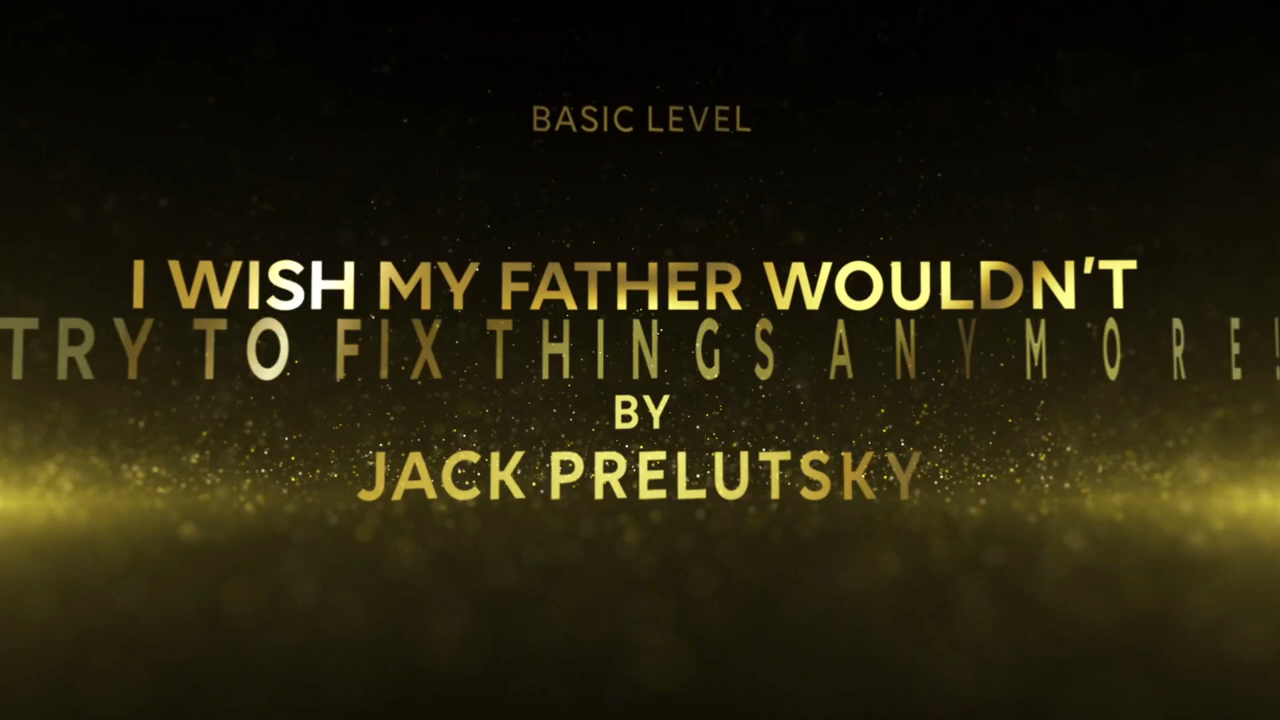 BASIC LEVEL
I WISH MY FATHER WOULDN'T
TRY TO FIX THINGS ANYMORE!
BY
JACK PRELUTSKY